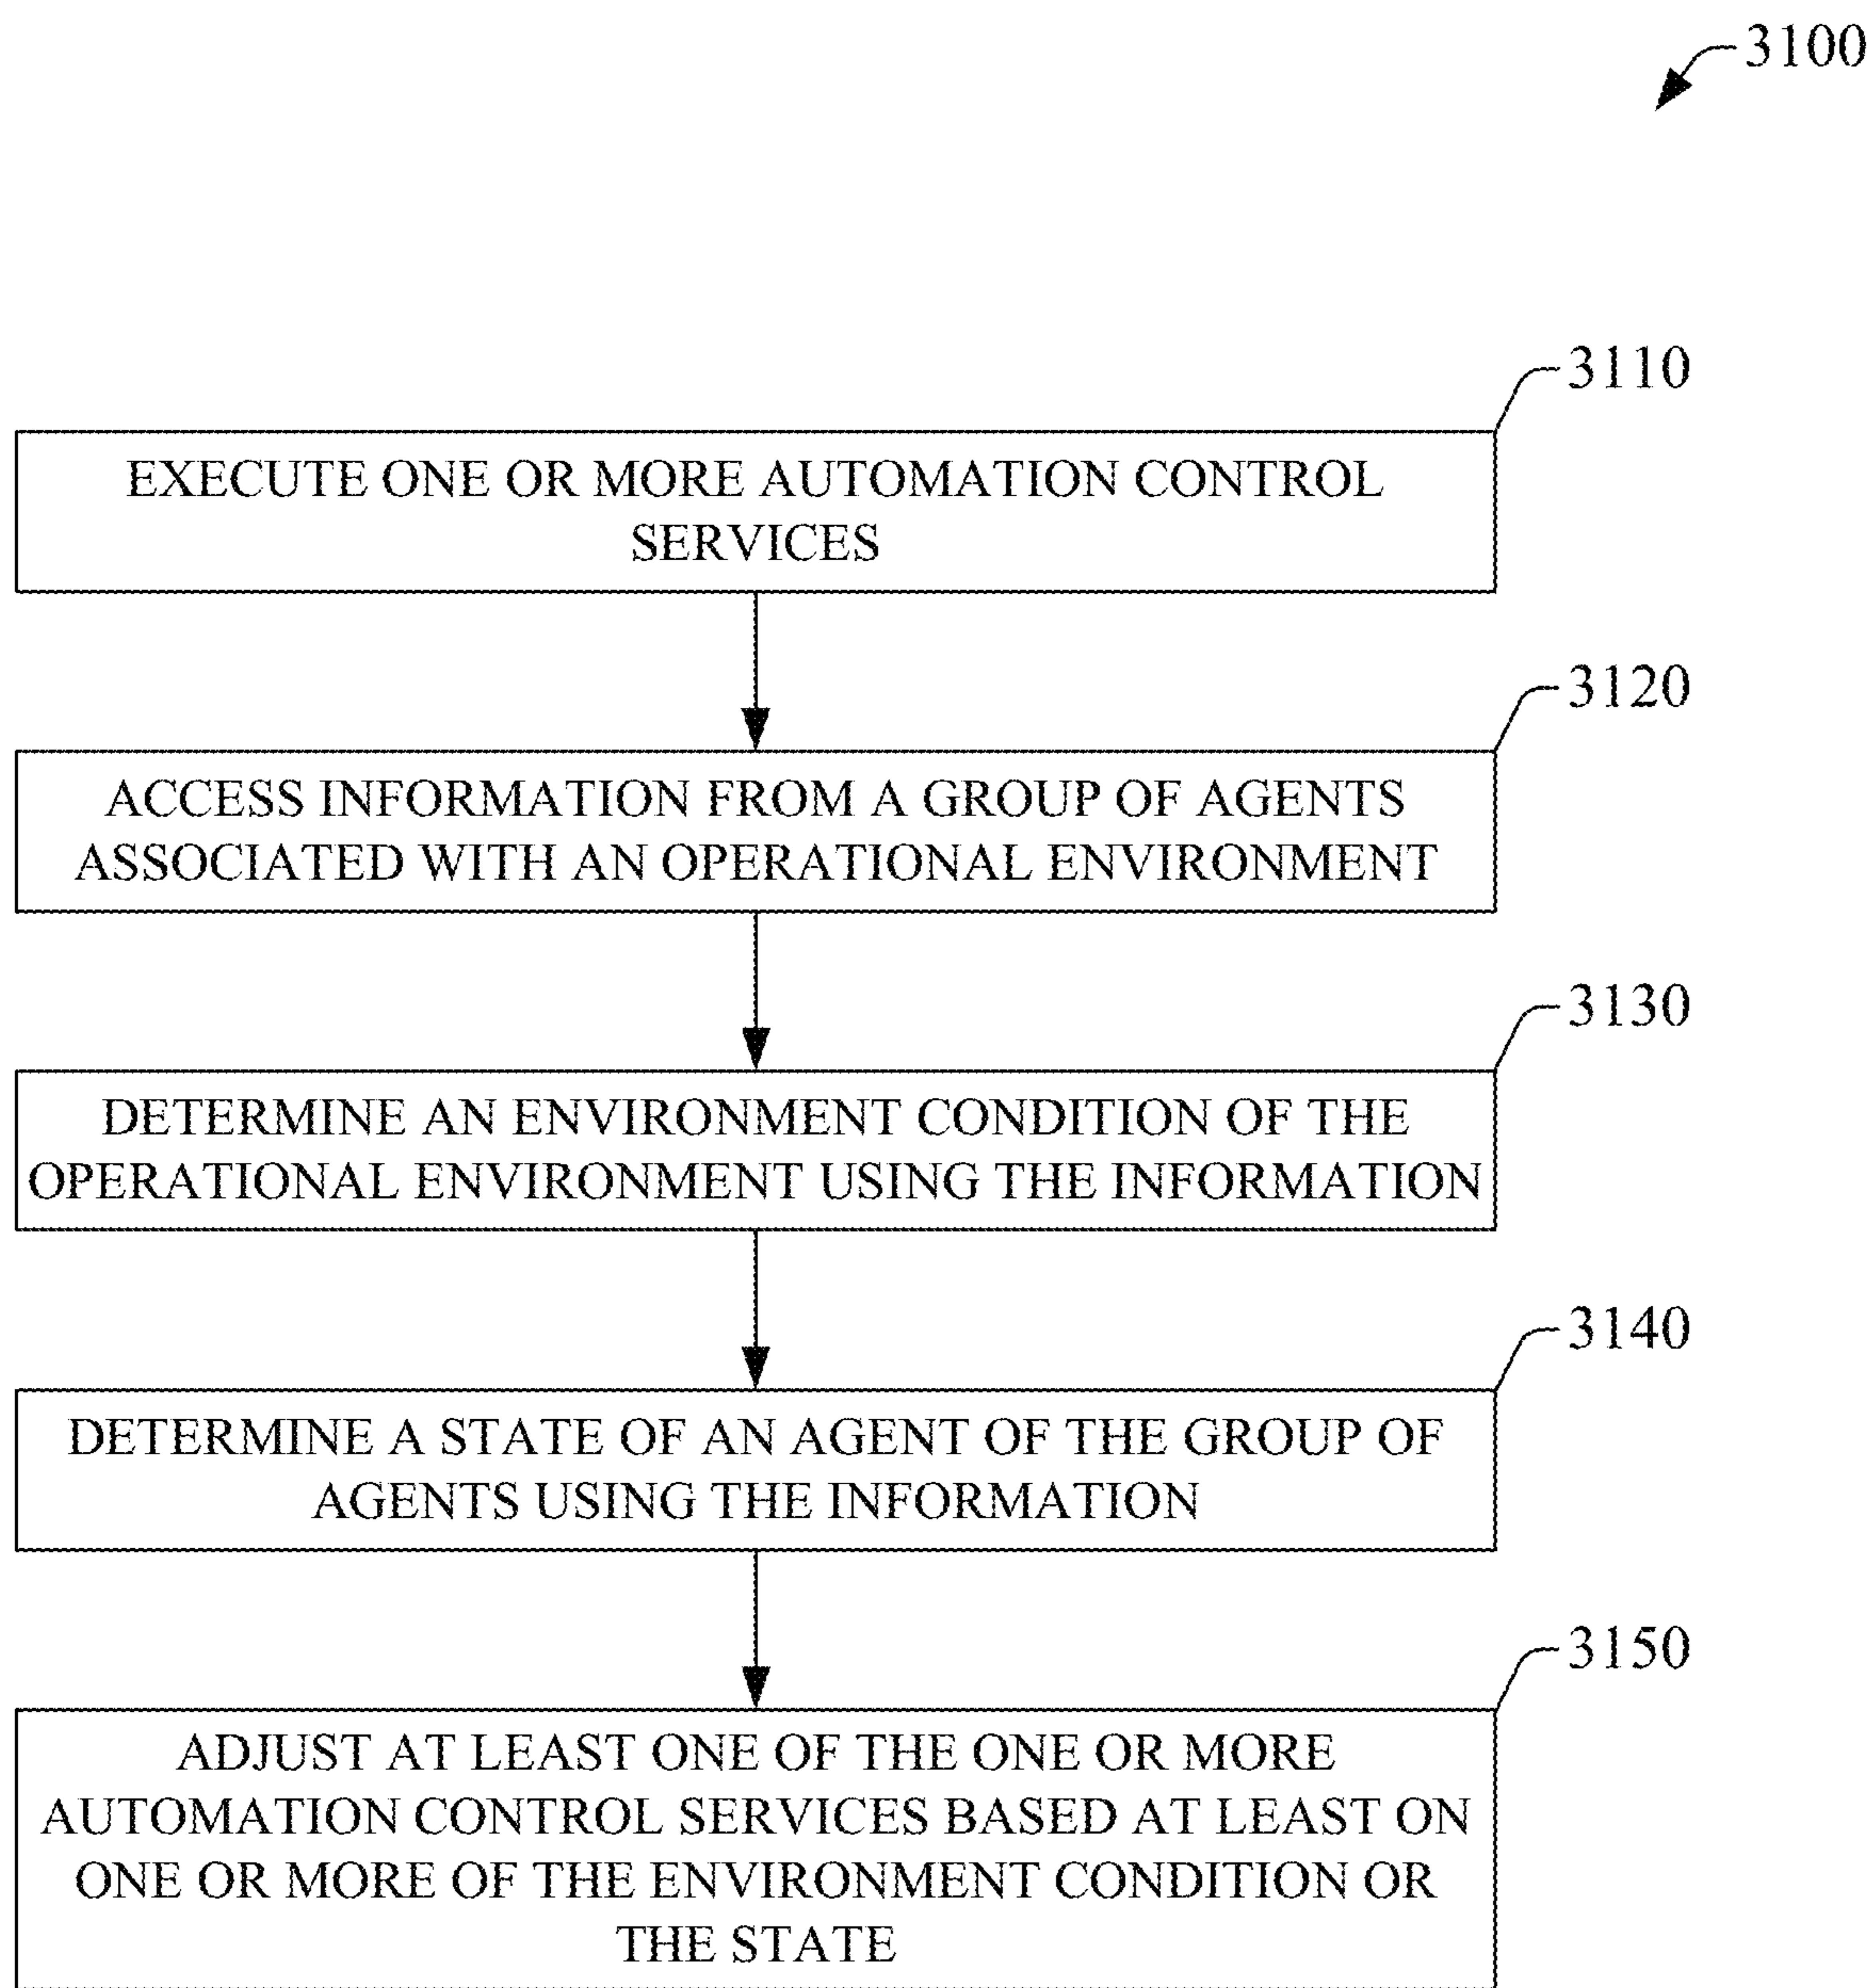 3100
3110
EXECUTE ONE OR MORE AUTOMATION CONTROL
SERVICES
3120
ACCESS INFORMATION FROM A GROUP OF AGENTS
ASSOCIATED WITH AN OPERATIONAL ENVIRONMENT
3130
DETERMINE AN ENVIRONMENT CONDITION OF THE
OPERATIONAL ENVIRONMENT USING THE INFORMATION
3140
DETERMINE A STATE OF AN AGENT OF THE GROUP OF
AGENTS USING THE INFORMATION
3150
ADJUST AT LEAST ONE OF THE ONE OR MORE
AUTOMATION CONTROL SERVICES BASED AT LEAST ON
ONE OR MORE OF THE ENVIRONMENT CONDITION OR
THE STATE